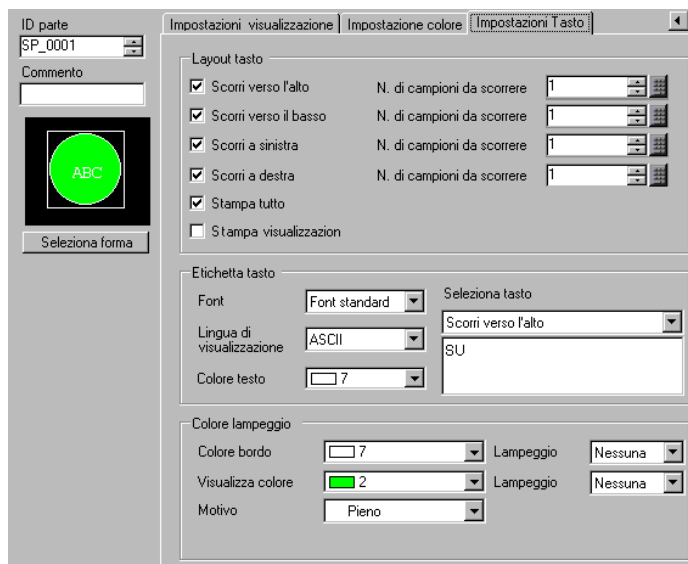 ID parte
SP_0001
Commento
ABC
Seleziona forma
Impostazioni visualizzazione Impostazione colore Impostazioni Tasto
Layout tasto
Scorri verso l'alto N. di campioni da scorrere 1
Scorri verso il basso N. di campioni da scorrere 1
Scorri a sinistra N. di campioni da scorrere 1
Scorri a destra N. di campioni da scorrere 1
Stampa tutto
Stampa visualizzazion
Etichetta tasto
Font Font standard
Lingua di
visualizzazione ASCII
Colore testo 7
Seleziona tasto
Scorri verso l'alto
SU
Colore lampeggio
Colore bordo 7 Lampeggio Nessuna
Visualizza colore 2 Lampeggio Nessuna
Motivo Pieno